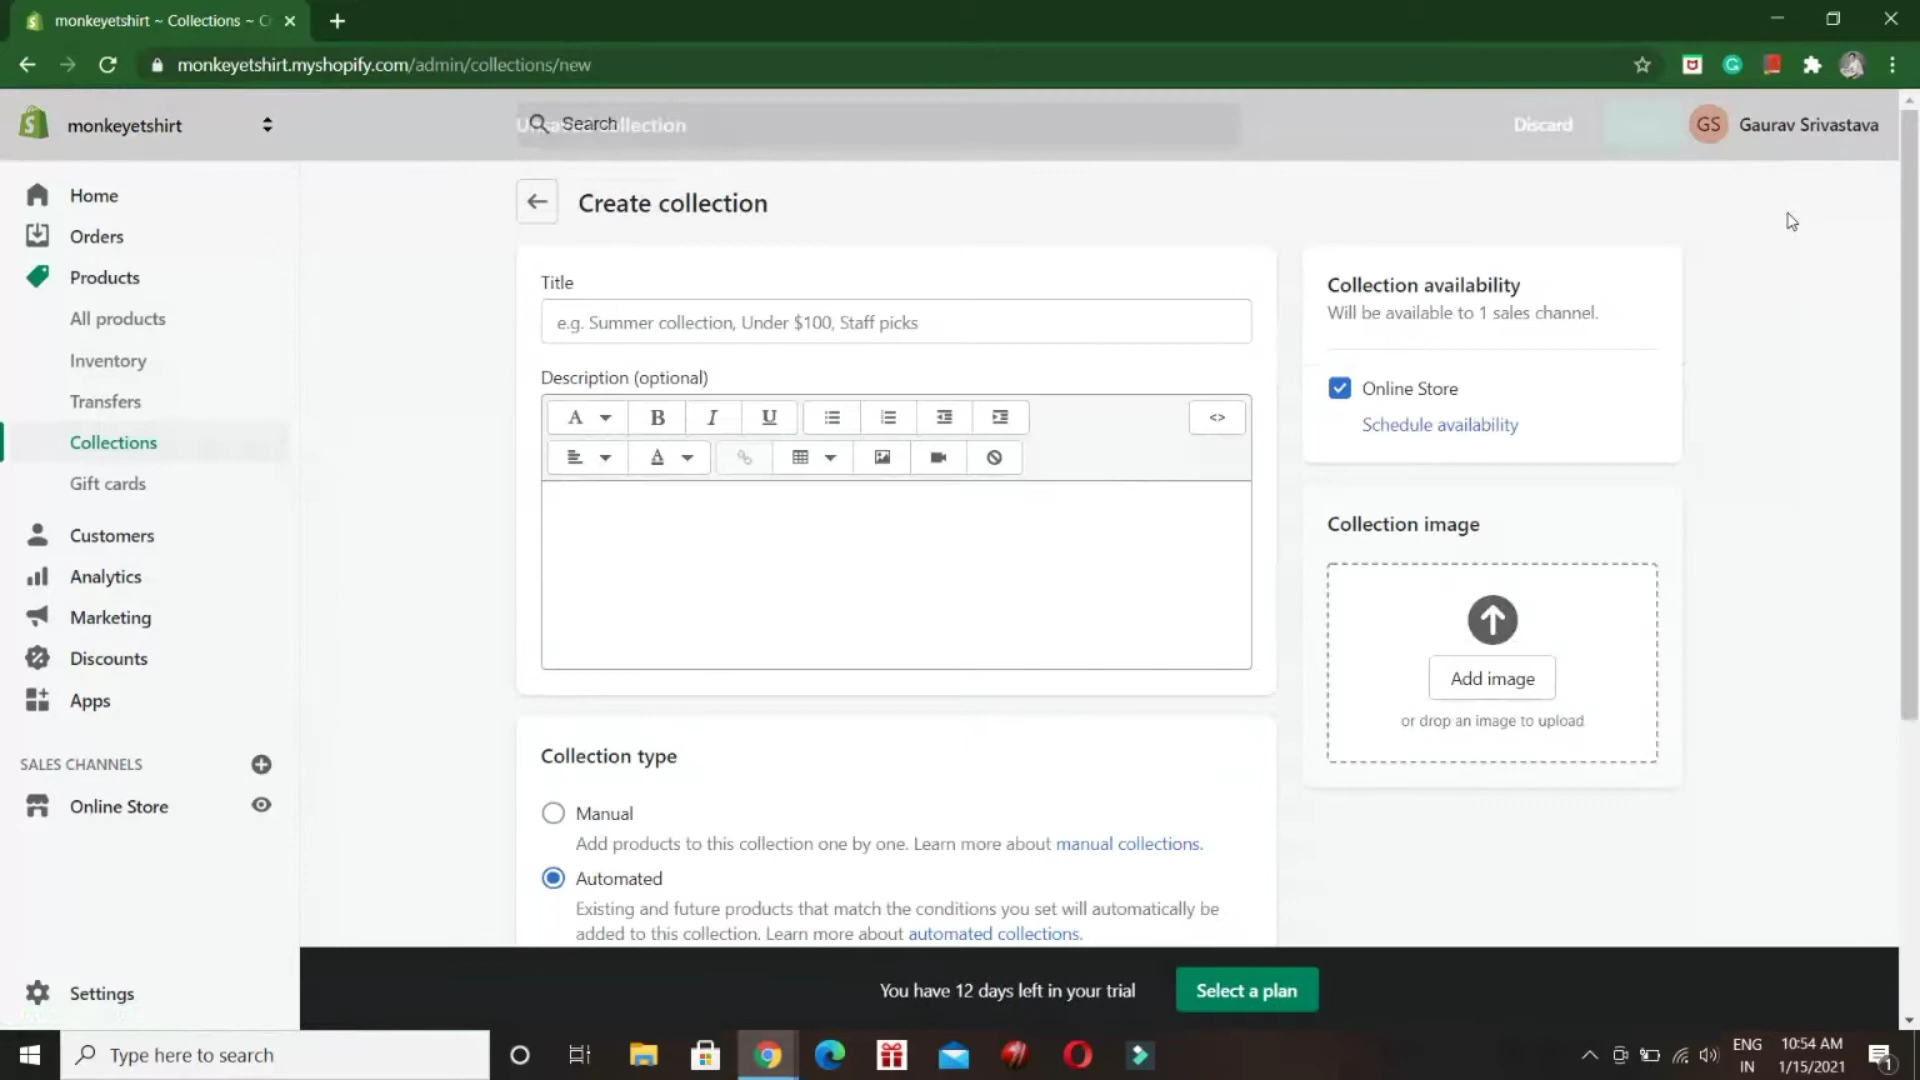 monkeyetshirt ~ Collections ~ C
monkeyetshirt.myshopify.com/admin/collections/new
monkeyetshirt
Search
Discard
GS
Gaurav Srivastava
Home
Orders
Products
All products
Inventory
Transfers
Collections
Gift cards
Customers
Analytics
Marketing
Discounts
Apps
SALES CHANNELS
Online Store
Settings
Create collection
Title
e.g. Summer collection, Under $100, Staff picks
Description (optional)
A
B
I
U
<>
A
Collection type
Manual
Add products to this collection one by one. Learn more about manual collections.
Automated
Existing and future products that match the conditions you set will automatically be
added to this collection. Learn more about automated collections.
Collection availability
Will be available to 1 sales channel.
Online Store
Schedule availability
Collection image
Add image
or drop an image to upload
You have 12 days left in your trial
Select a plan
Type here to search
ENG
IN
10:54 AM
1/15/2021
1